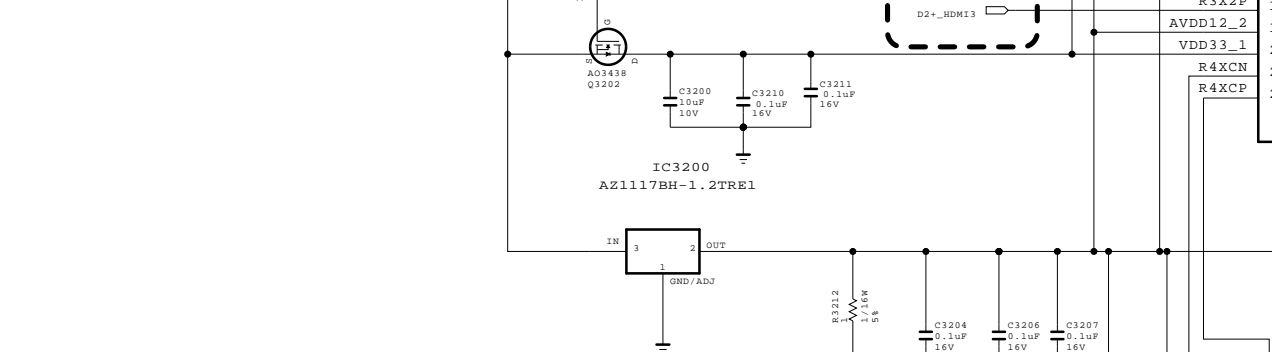 R3X2P
D2+_HDMI3
AVDD12_2
VDD33_1
R4XCN
R4XCP
G
S
D
AO3438
Q3202
C3200
10uF
10V
C3210
0.1uF
16V
C3211
0.1uF
16V
IC3200
AZ1117BH-1.2TRE1
IN
3
2
OUT
1
GND/ADJ
R3212
1
1/16W
5%
C3204
0.1uF
16V
C3206
0.1uF
16V
C3207
0.1uF
16V